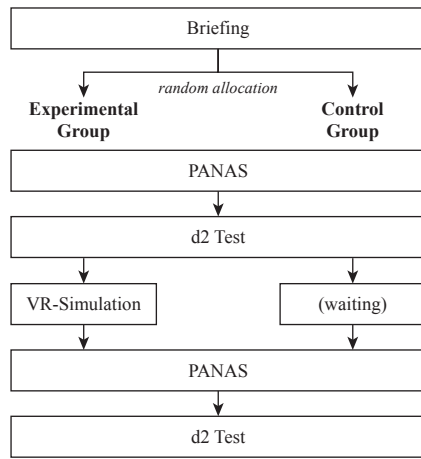 Briefing
random allocation
Experimental
Group
Control
Group
PANAS
d2 Test
VR-Simulation
(waiting)
PANAS
d2 Test